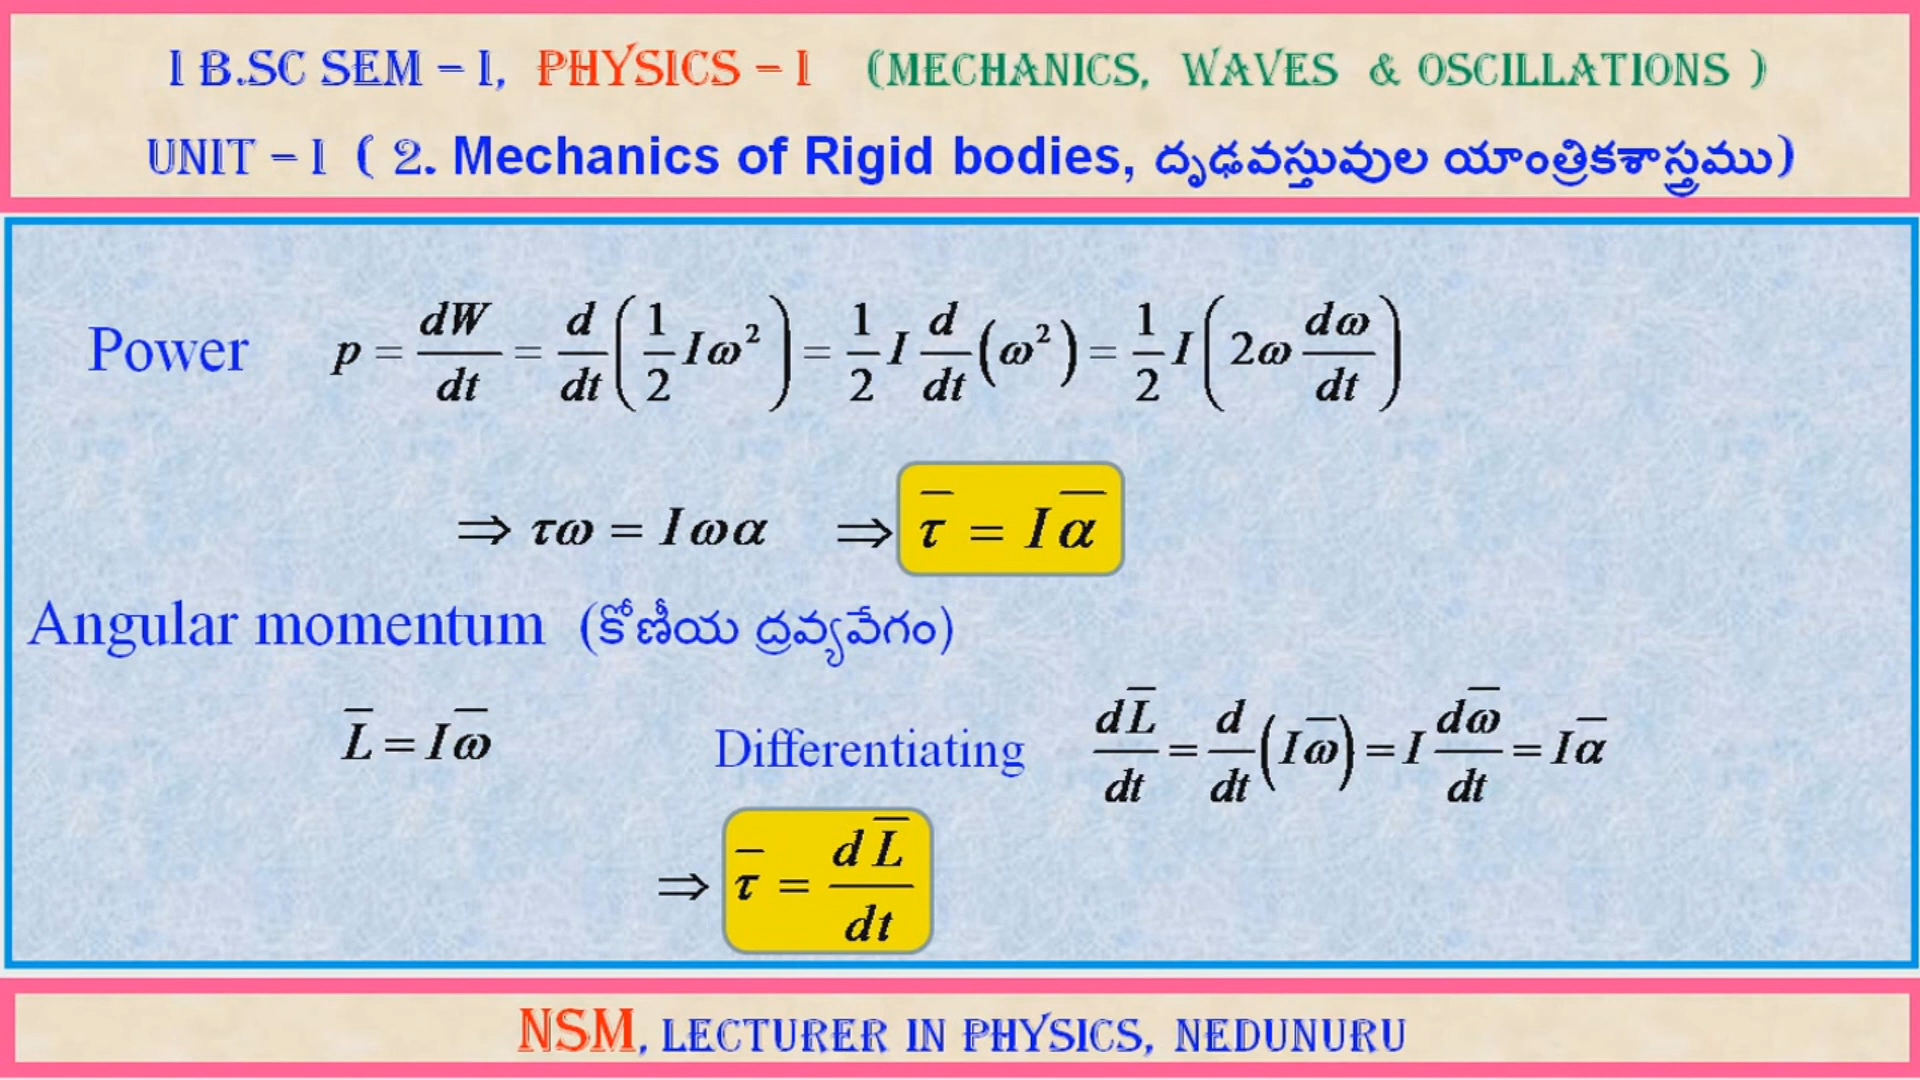 I B.SC SEM – I, PHYSICS – I (MECHANICS, WAVES & OSCILLATIONS )
UNIT – I ( 2. Mechanics of Rigid bodies, దృఢవస్తువుల యాంత్రికశాస్త్రము)
Power p = dW/dt = d/dt (1/2 Iω²) = 1/2 I d/dt (ω²) = 1/2 I (2ω dω/dt)
⇒ τω = Iωα ⇒ τ̅ = Iα̅
Angular momentum (కోణీయ ద్రవ్యవేగం)
L̅ = Iω̅ Differentiating dL̅/dt = d/dt (Iω̅) = I dω̅/dt = Iα̅
⇒ τ̅ = dL̅/dt
NSM, LECTURER IN PHYSICS, NEDUNURU